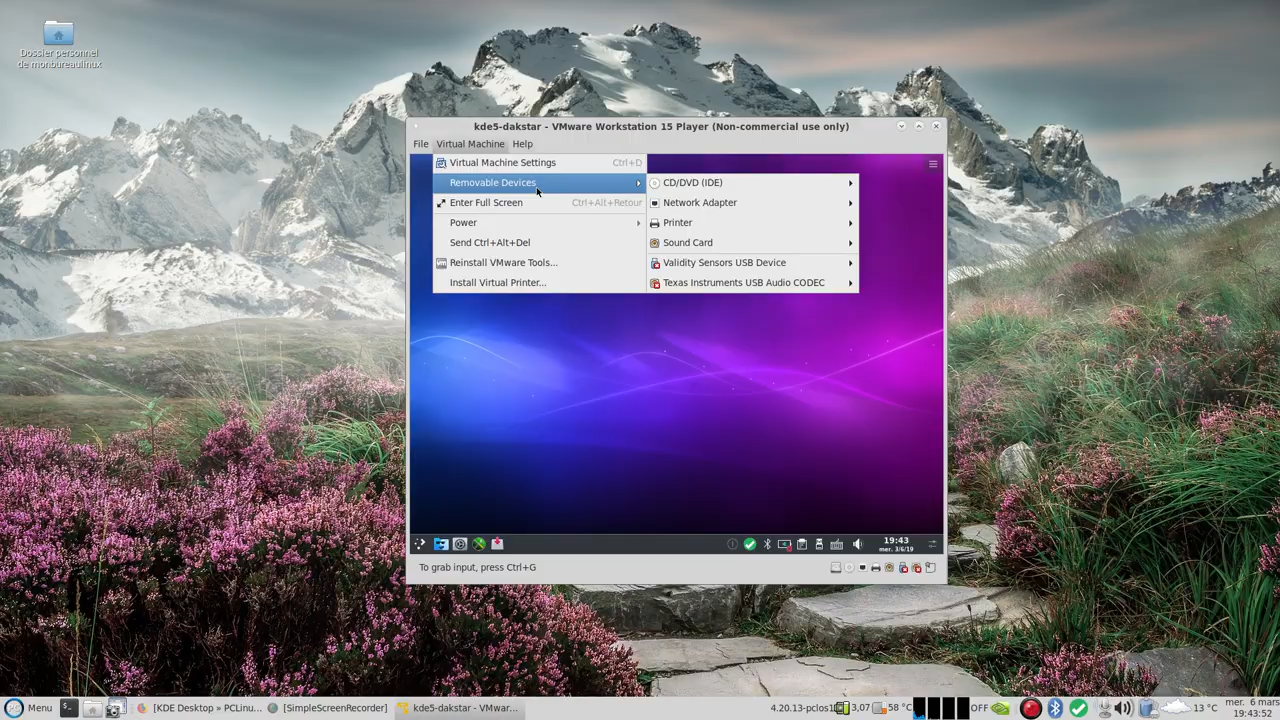 Dossier personnel
de monbureaulinux
kde5-dakstar - VMware Workstation 15 Player (Non-commercial use only)
File Virtual Machine Help
Virtual Machine Settings Ctrl+D
Removable Devices
Enter Full Screen Ctrl+Alt+Retour
Power
Send Ctrl+Alt+Del
Reinstall VMware Tools...
Install Virtual Printer...
CD/DVD (IDE)
Network Adapter
Printer
Sound Card
Validity Sensors USB Device
Texas Instruments USB Audio CODEC
19:43
mer. 3/6/19
To grab input, press Ctrl+G
Menu
[KDE Desktop » PCLinu...
[SimpleScreenRecorder]
kde5-dakstar - VMwar...
4.20.13-pclos1
3,07
58 °C
OFF
13 °C
mer. 6 mars
19:43:52